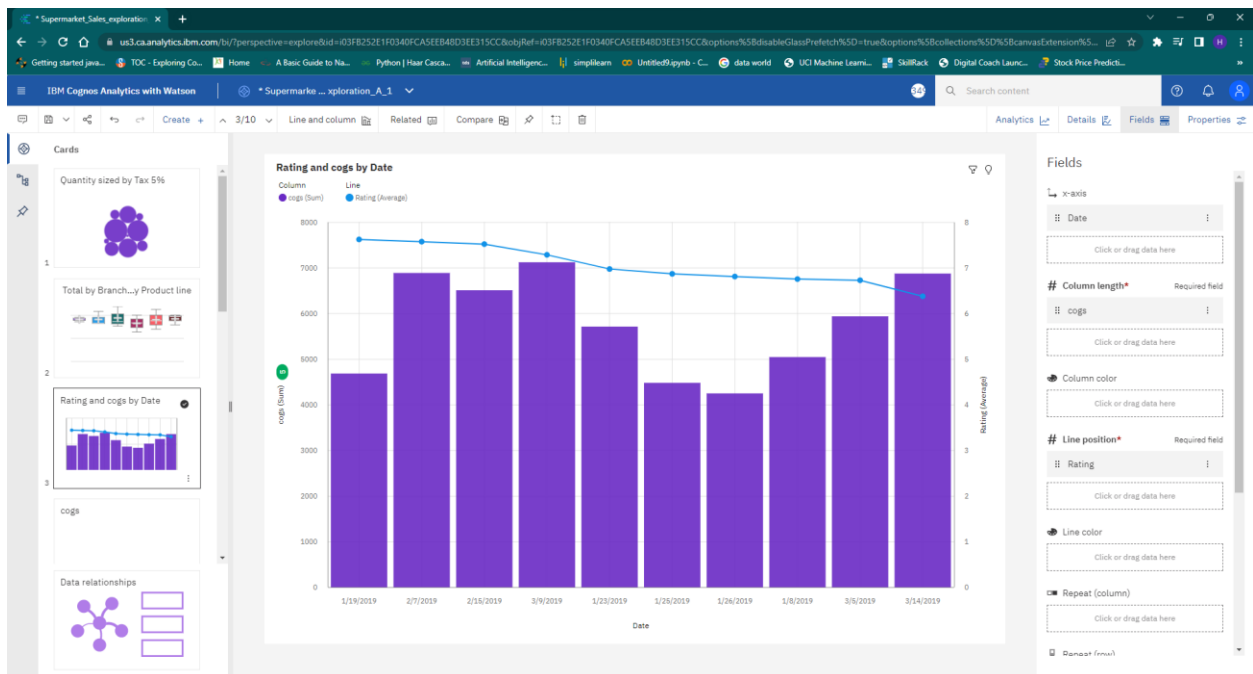 * Supermarket_Sales_exploration
us3.ca.analytics.ibm.com/bi/?perspective=explore&id=i03FB252E1F0340FCA5EEB48D3EE315CC&objRef=i03FB252E1F0340FCA5EEB48D3EE315CC&options%5BdisableGlassPrefetch%5D=true&options%5Bcollections%5D%5BcanvasExtension%5...
Getting started java... TOC - Exploring Co... Home A Basic Guide to Na... Python | Haar Casca... Artificial Intelligenc... simplilearn Untitled9.ipynb - C... data world UCI Machine Learni... SkillRack Digital Coach Launc... Stock Price Predicti...
IBM Cognos Analytics with Watson * Supermarke ... xploration_A_1 Search content
Create + 3/10 Line and column Related Compare Analytics Details Fields Properties
Cards
Quantity sized by Tax 5%
1
Total by Branch...y Product line
2
Rating and cogs by Date
3
cogs
Data relationships
Rating and cogs by Date
Column Line
cogs (Sum) Rating (Average)
8000 8
7000 7
6000 6
5000 5
4000 4
3000 3
2000 2
1000 1
0 0
cogs (Sum)
Rating (Average)
1/19/2019 2/7/2019 2/15/2019 3/9/2019 1/23/2019 1/25/2019 1/26/2019 1/8/2019 3/5/2019 3/14/2019
Date
Fields
x-axis
Date
Click or drag data here
# Column length* Required field
cogs
Click or drag data here
Column color
Click or drag data here
# Line position* Required field
Rating
Click or drag data here
Line color
Click or drag data here
Repeat (column)
Click or drag data here
Repeat (row)